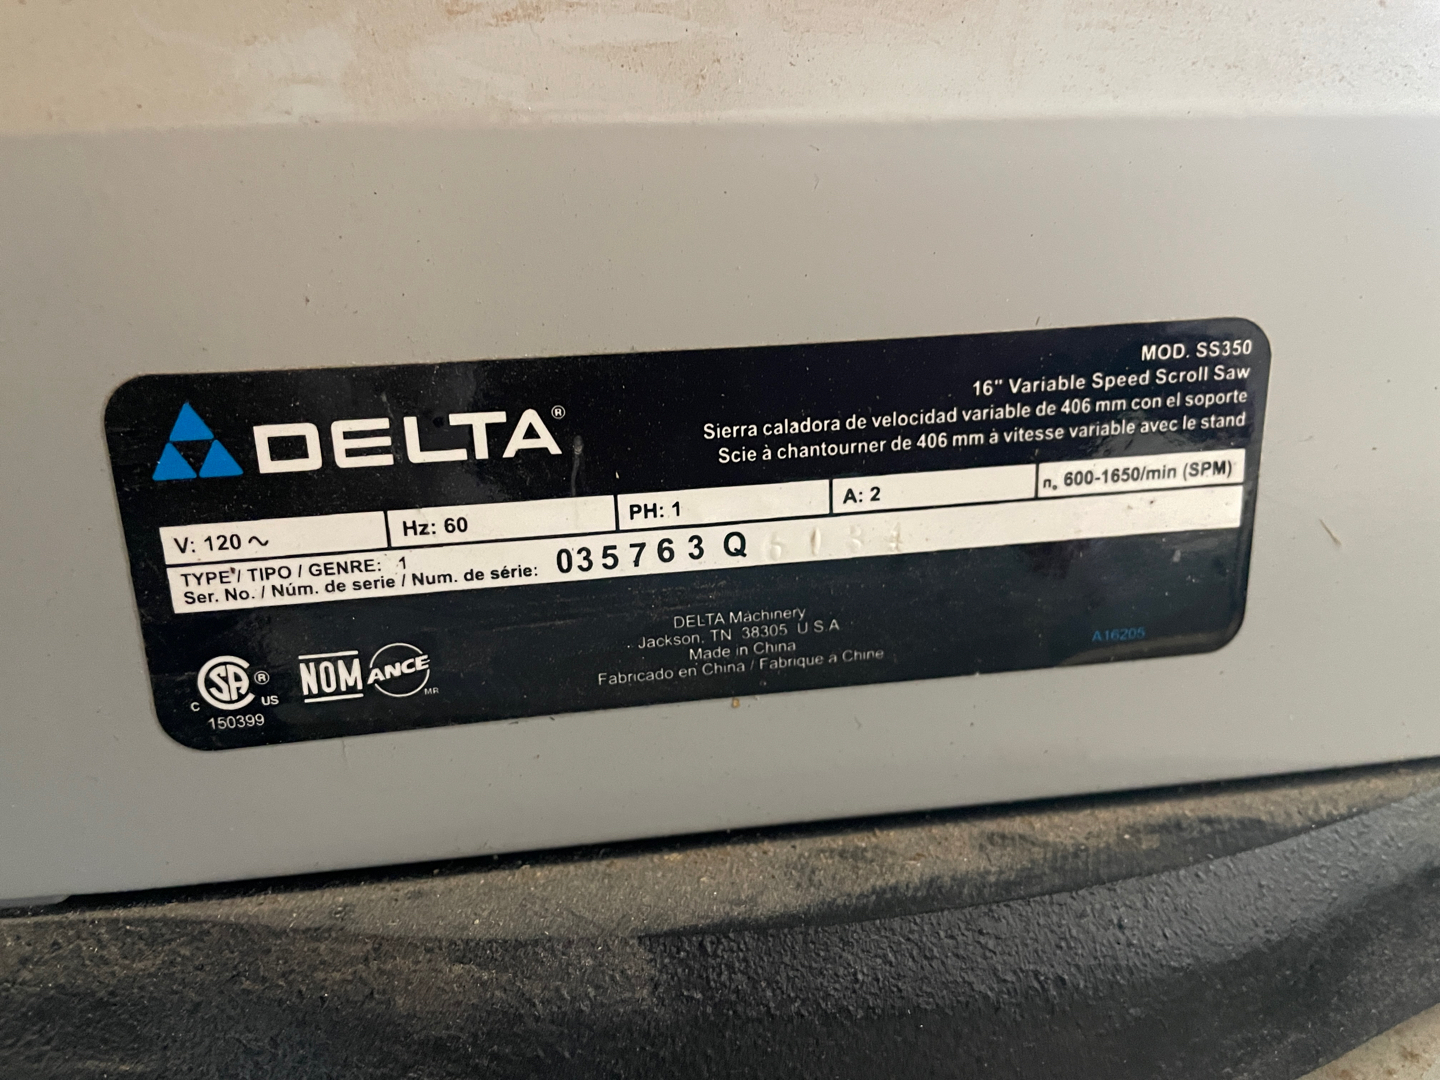 DELTA®
MOD. SS350
16" Variable Speed Scroll Saw
Sierra caladora de velocidad variable de 406 mm con el soporte
Scie à chantourner de 406 mm à vitesse variable avec le stand
V: 120 ~ Hz: 60 PH: 1 A: 2 n. 600-1650/min (SPM)
TYPE / TIPO / GENRE: 1
Ser. No. / Núm. de serie / Num. de série: 035763 Q
DELTA Machinery
Jackson, TN 38305 U S A
Made in China
Fabricado en China / Fabrique à Chine
A16205
C SA ® US
150399
NOM ANCE MR